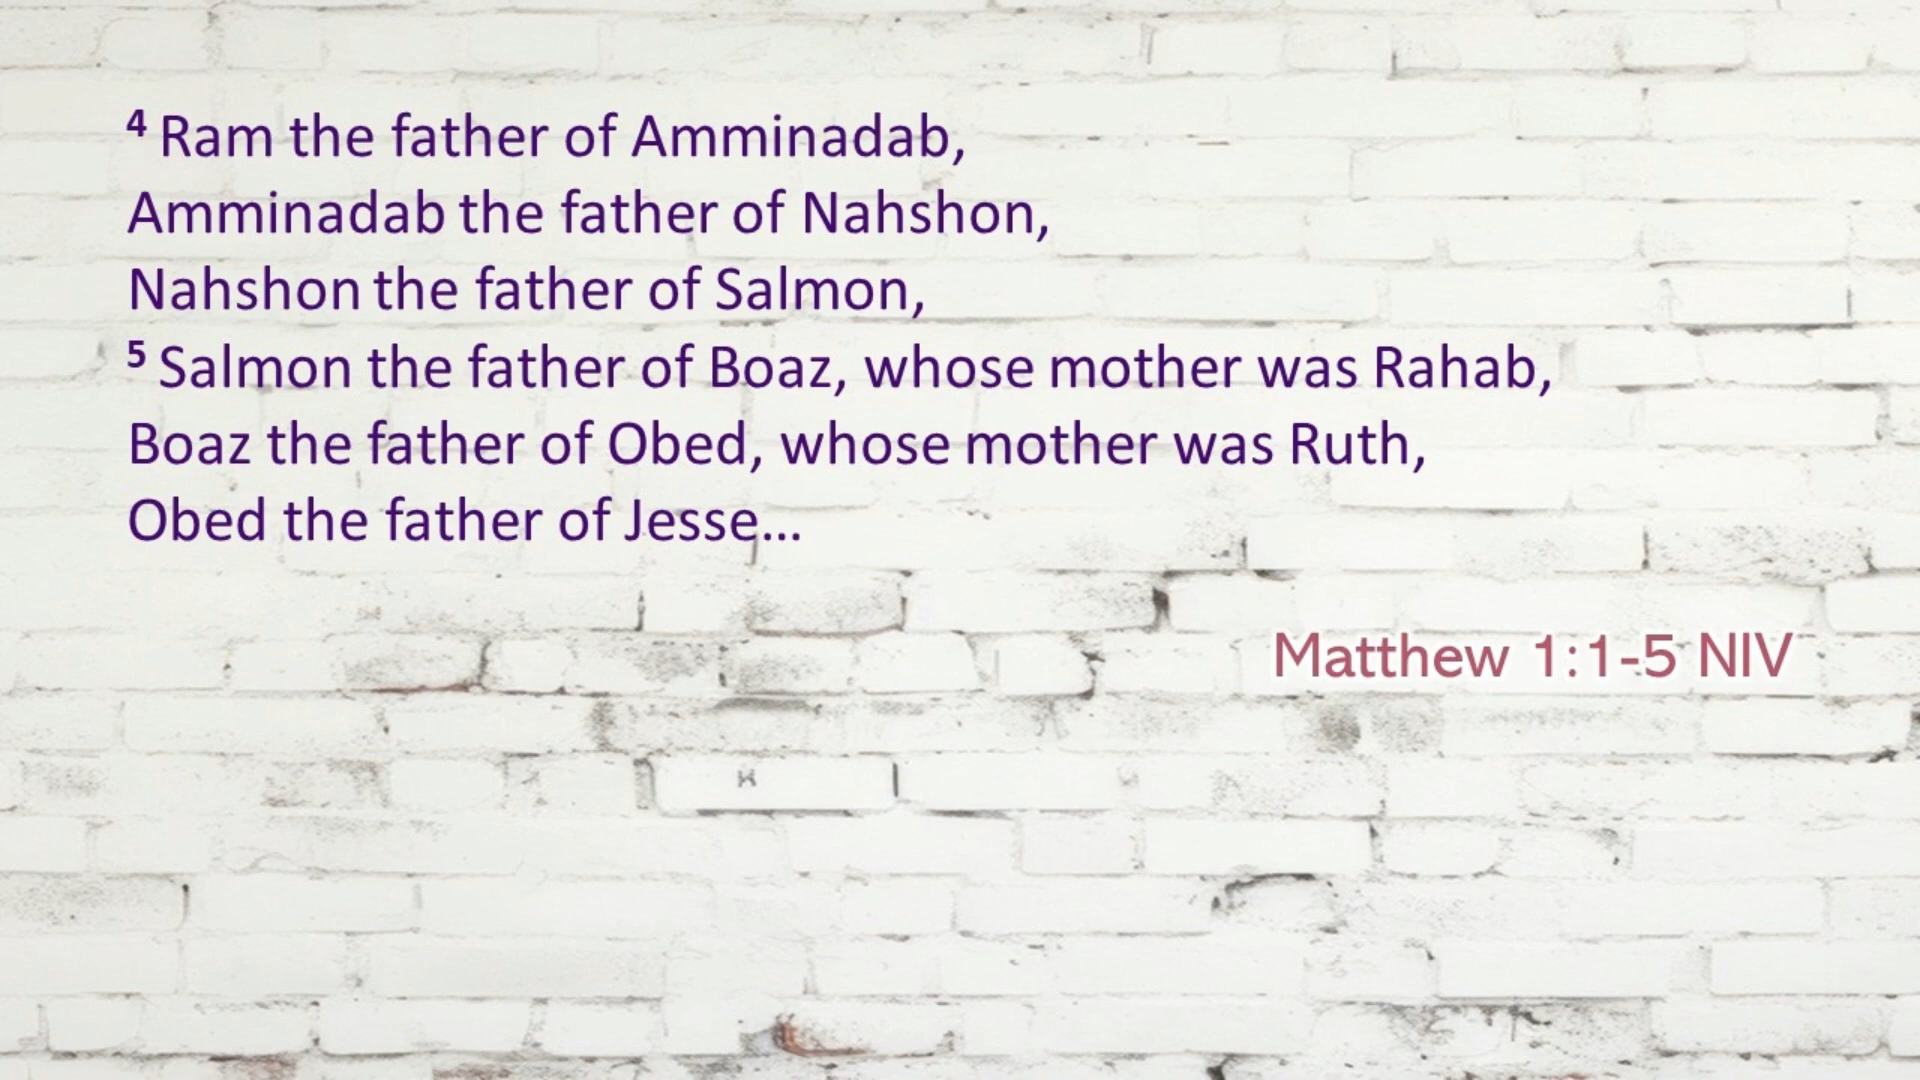 4 Ram the father of Amminadab,
Amminadab the father of Nahshon,
Nahshon the father of Salmon,
5 Salmon the father of Boaz, whose mother was Rahab,
Boaz the father of Obed, whose mother was Ruth,
Obed the father of Jesse...
Matthew 1:1-5 NIV